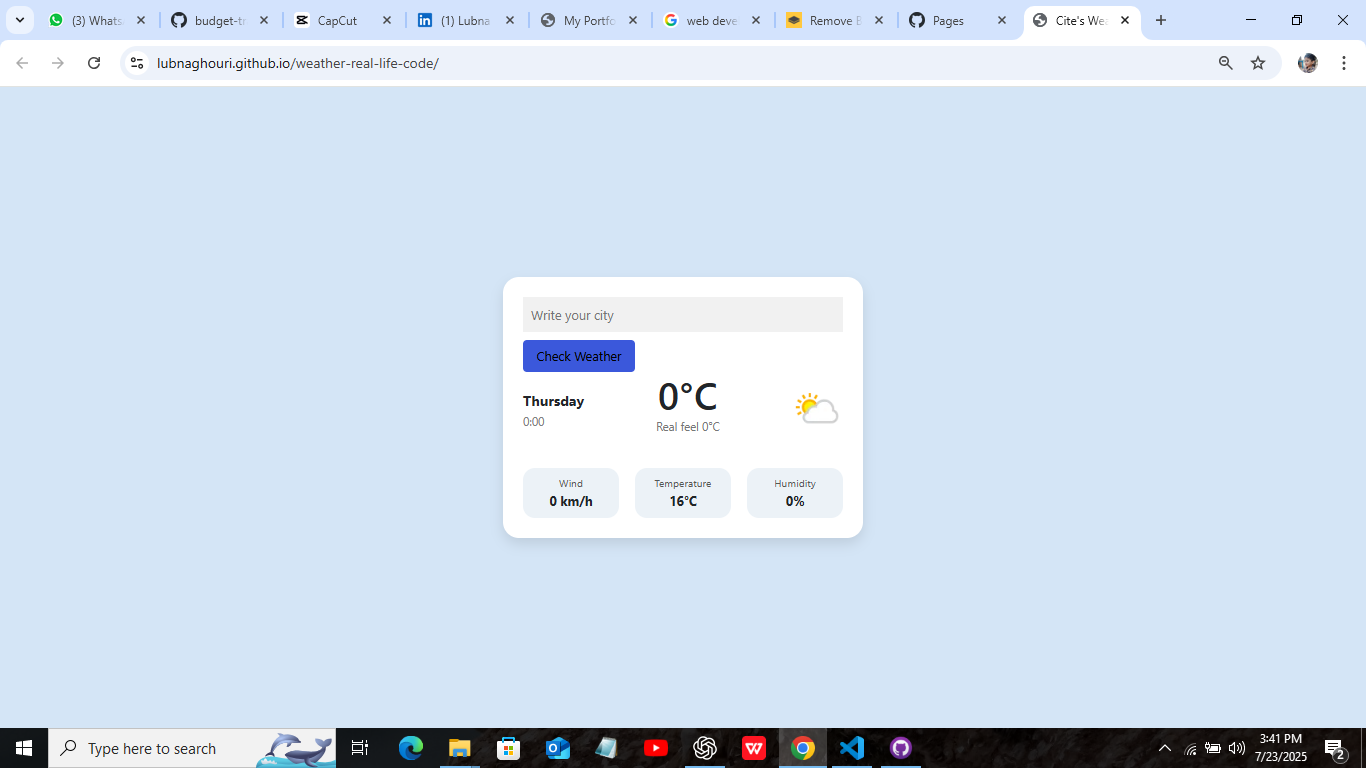 (3) Whats
budget-tr
CapCut
(1) Lubna
My Portfo
web deve
Remove B
Pages
Cite's Wea
lubnaghouri.github.io/weather-real-life-code/
Write your city
Check Weather
Thursday
0:00
0°C
Real feel 0°C
Wind
0 km/h
Temperature
16°C
Humidity
0%
Type here to search
3:41 PM
7/23/2025
2